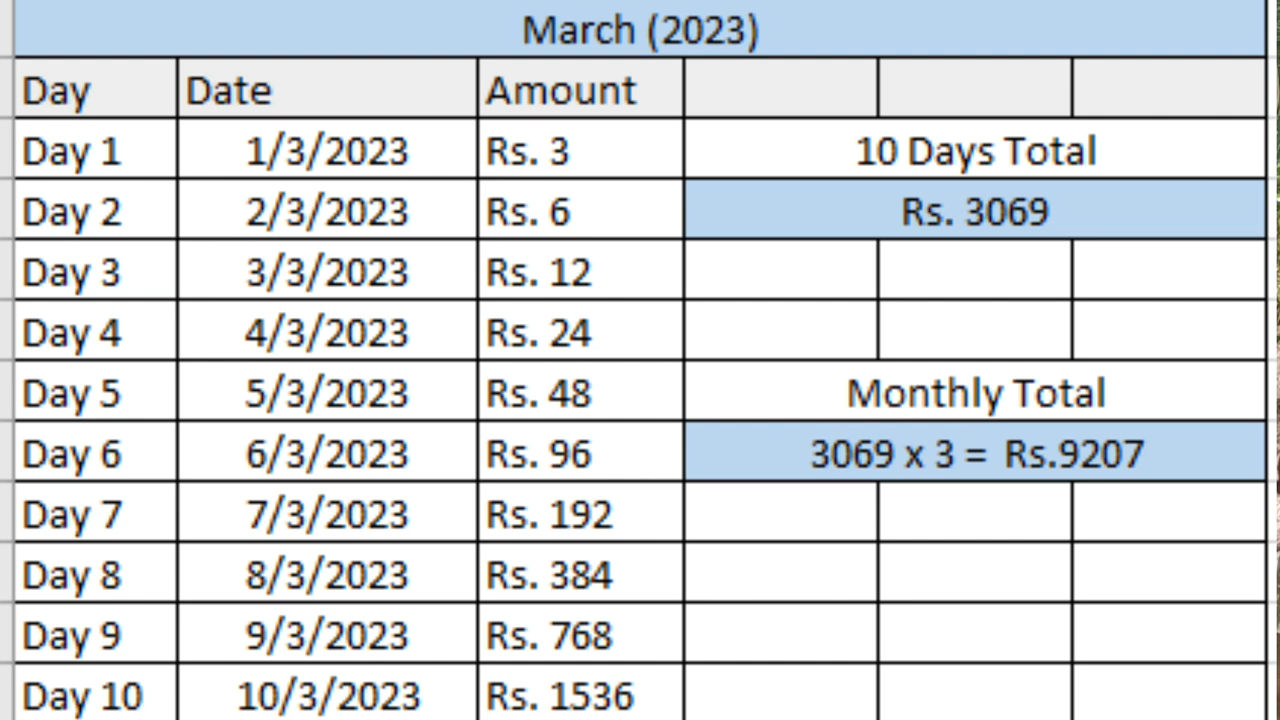 March (2023)
Day Date Amount
Day 1 1/3/2023 Rs. 3 10 Days Total
Day 2 2/3/2023 Rs. 6 Rs. 3069
Day 3 3/3/2023 Rs. 12
Day 4 4/3/2023 Rs. 24
Day 5 5/3/2023 Rs. 48 Monthly Total
Day 6 6/3/2023 Rs. 96 3069 x 3 = Rs.9207
Day 7 7/3/2023 Rs. 192
Day 8 8/3/2023 Rs. 384
Day 9 9/3/2023 Rs. 768
Day 10 10/3/2023 Rs. 1536